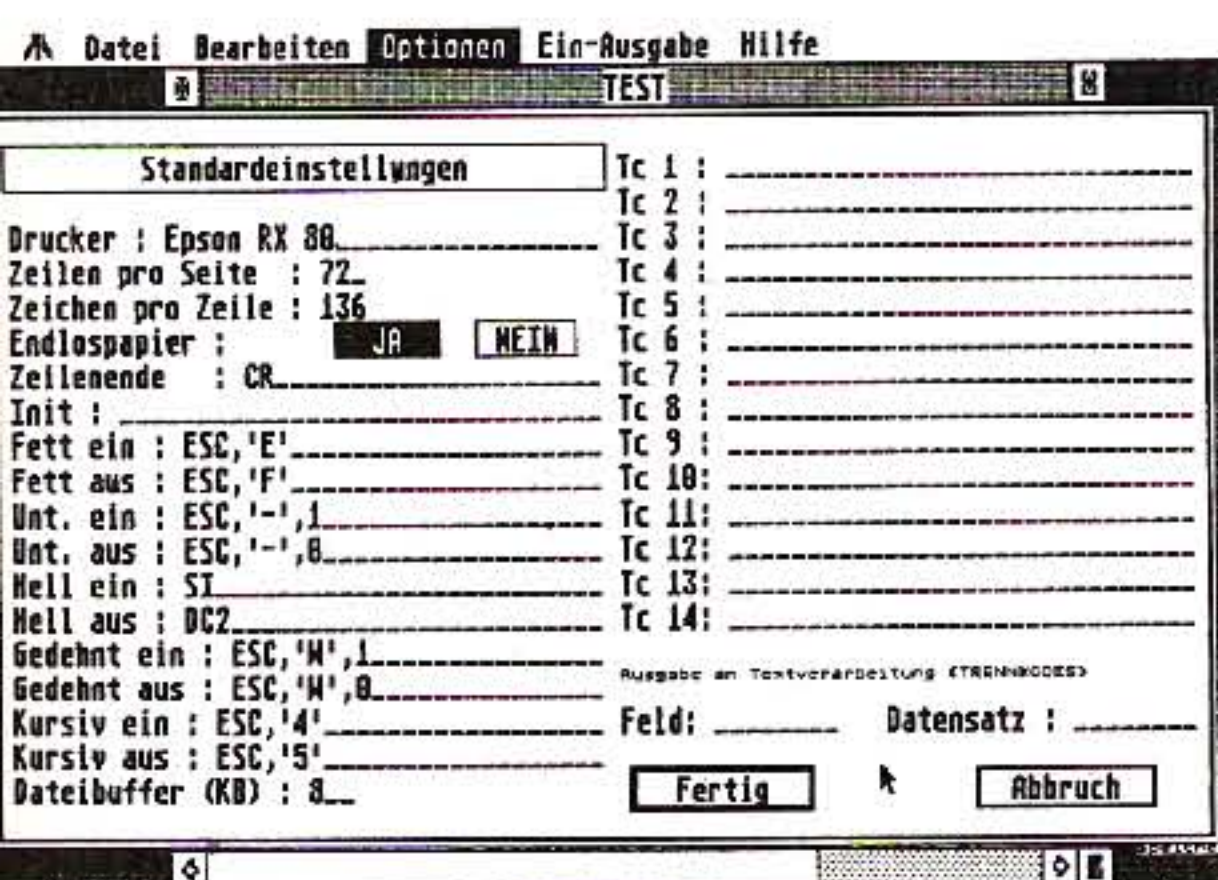 Datei Bearbeiten Optionen Ein-Ausgabe Hilfe
TEST
Standardeinstellungen
Drucker : Epson RX 80
Zeilen pro Seite : 72
Zeichen pro Zeile : 136
Endlospapier : JA NEIN
Zeilenende : CR
Init :
Fett ein : ESC,'E'
Fett aus : ESC,'F'
Unt. ein : ESC,'-',1
Unt. aus : ESC,'-',0
Hell ein : SI
Hell aus : DC2
Gedehnt ein : ESC,'W',1
Gedehnt aus : ESC,'W',0
Kursiv ein : ESC,'4'
Kursiv aus : ESC,'5'
Dateibuffer (KB) : 8
Tc 1 :
Tc 2 :
Tc 3 :
Tc 4 :
Tc 5 :
Tc 6 :
Tc 7 :
Tc 8 :
Tc 9 :
Tc 10:
Tc 11:
Tc 12:
Tc 13:
Tc 14:
Ausgabe an Textverarbeitung (TRENNKODES)
Feld: Datensatz :
Fertig Abbruch